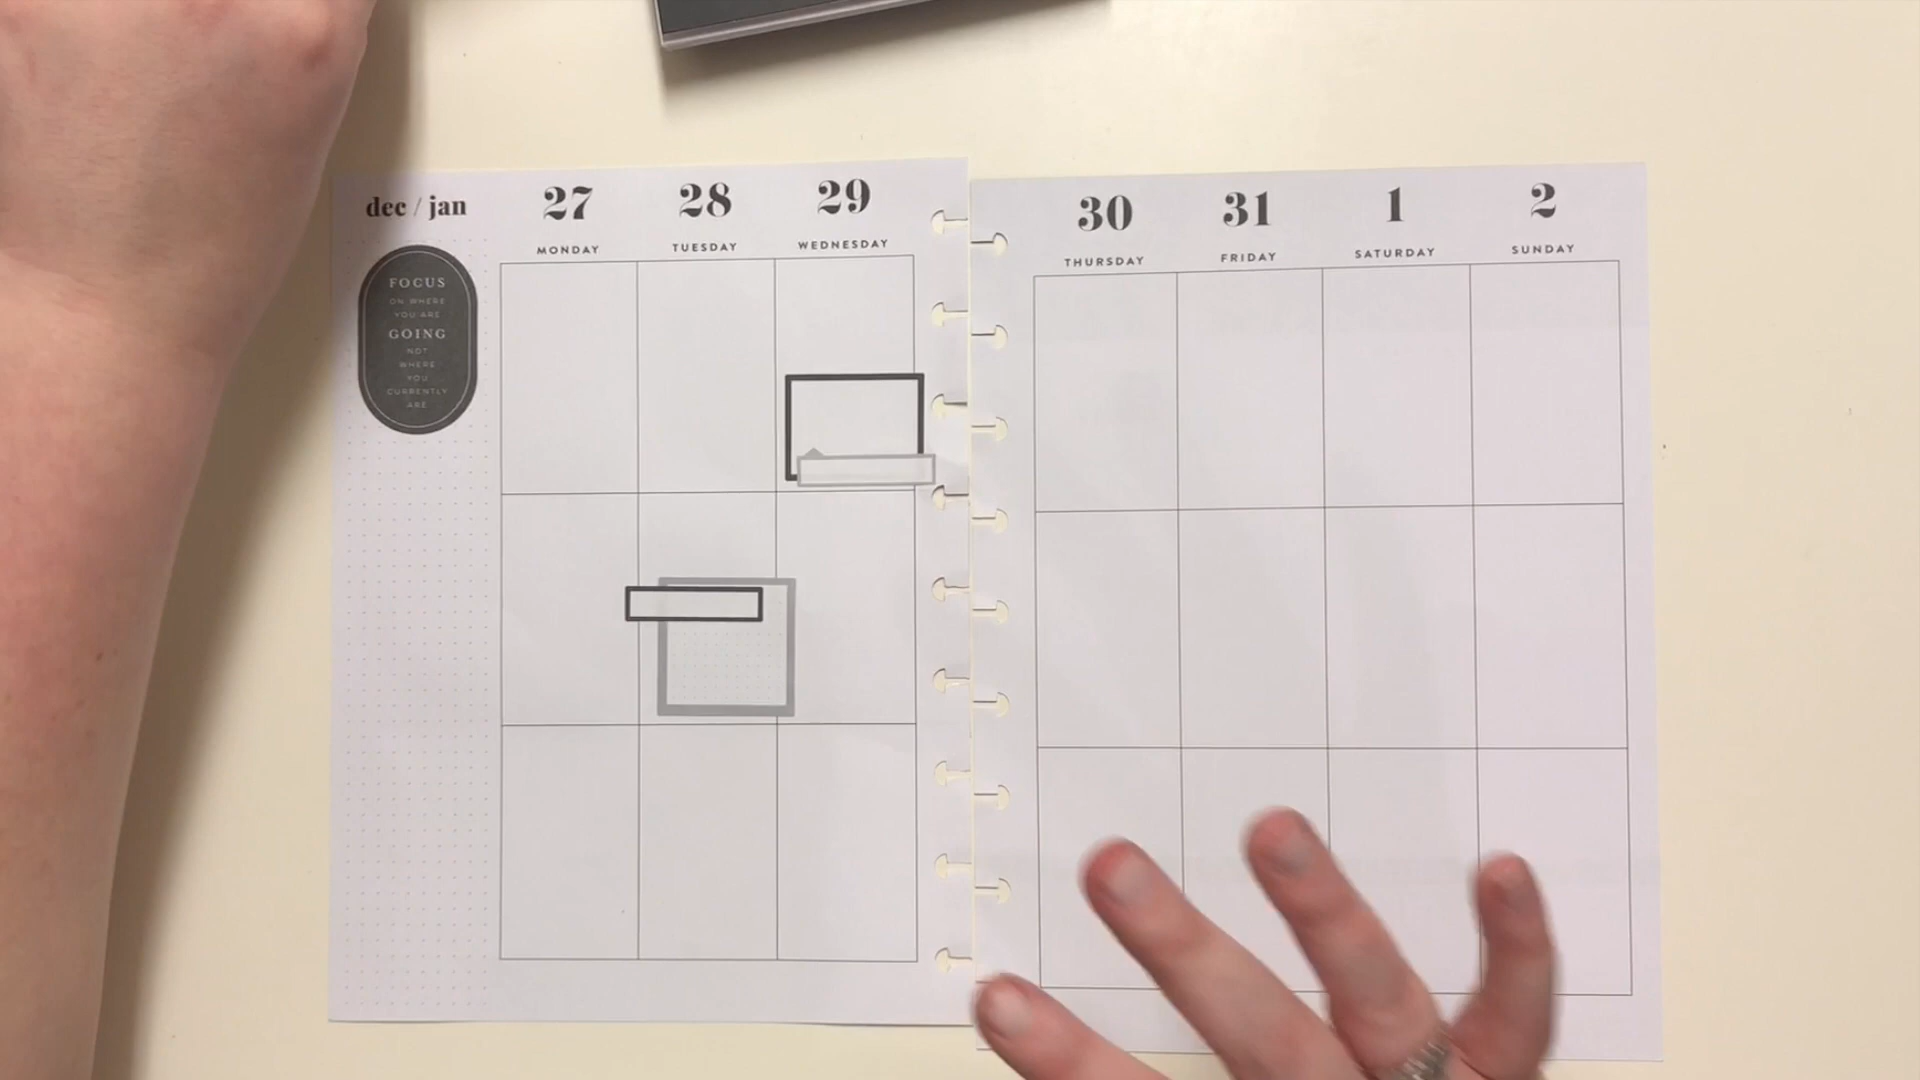 dec / jan
27
MONDAY
28
TUESDAY
29
WEDNESDAY
30
THURSDAY
31
FRIDAY
1
SATURDAY
2
SUNDAY
FOCUS
ON WHERE
YOU ARE
GOING
NOT
WHERE
YOU
CURRENTLY
ARE